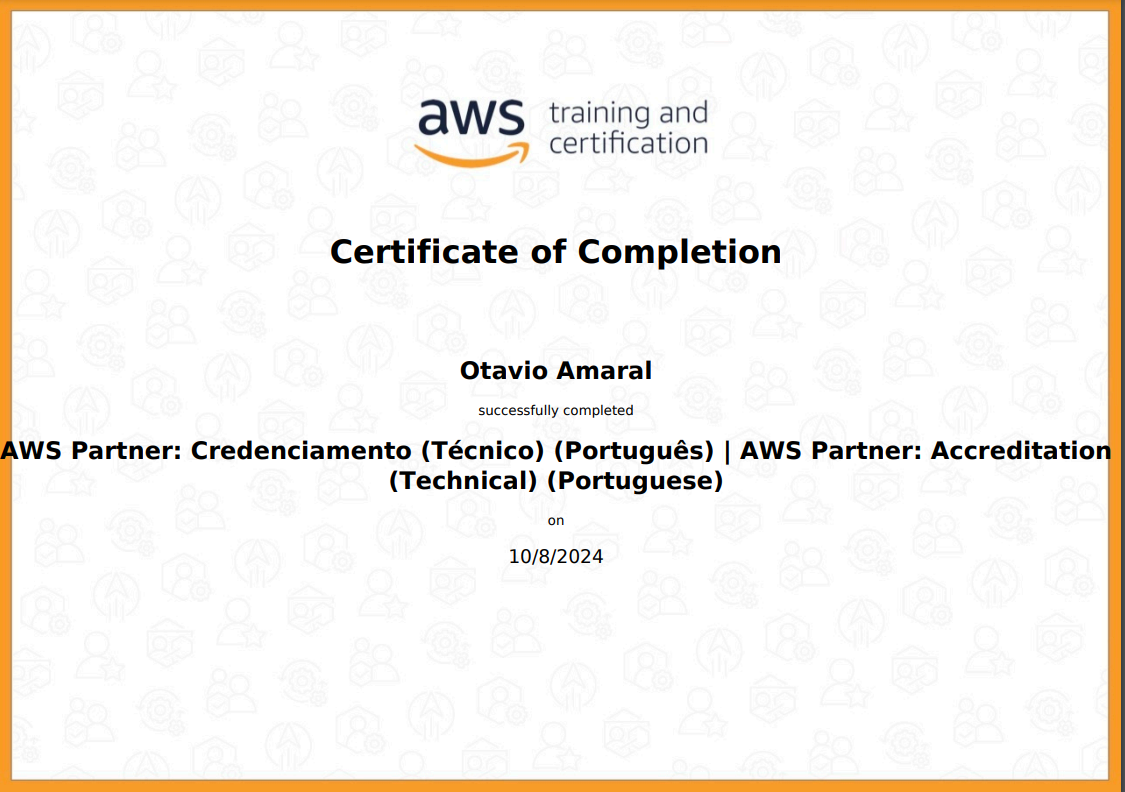 aws training and
certification
Certificate of Completion
Otavio Amaral
successfully completed
AWS Partner: Credenciamento (Técnico) (Português) | AWS Partner: Accreditation
(Technical) (Portuguese)
on
10/8/2024